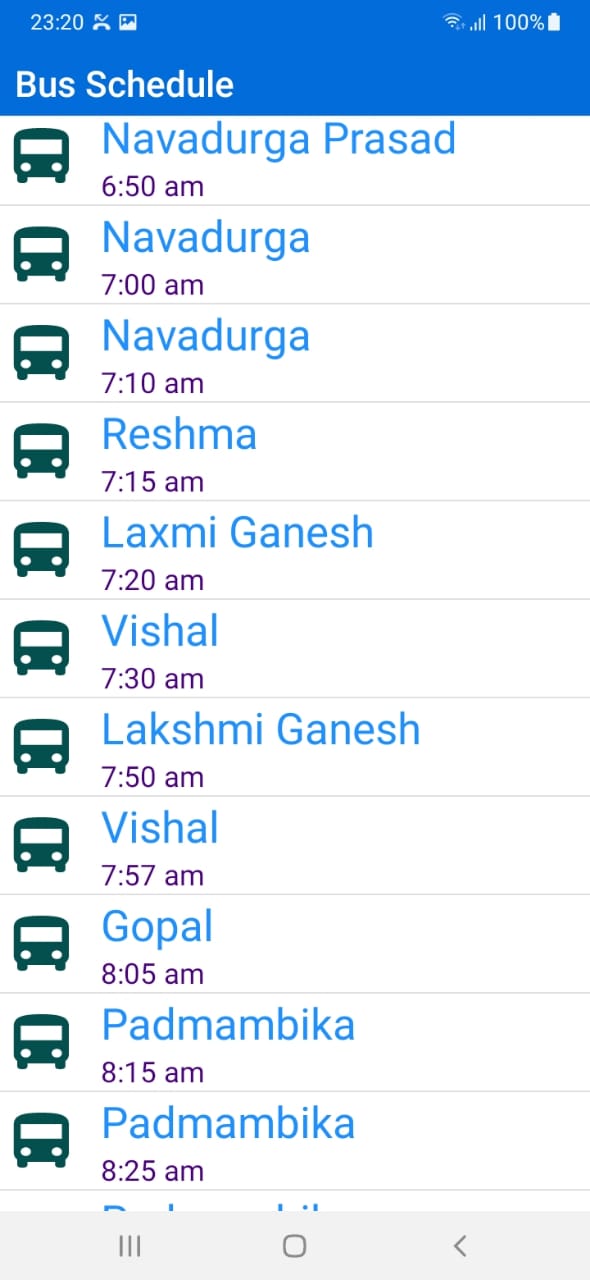 23:20 100%
Bus Schedule
Navadurga Prasad
6:50 am
Navadurga
7:00 am
Navadurga
7:10 am
Reshma
7:15 am
Laxmi Ganesh
7:20 am
Vishal
7:30 am
Lakshmi Ganesh
7:50 am
Vishal
7:57 am
Gopal
8:05 am
Padmambika
8:15 am
Padmambika
8:25 am